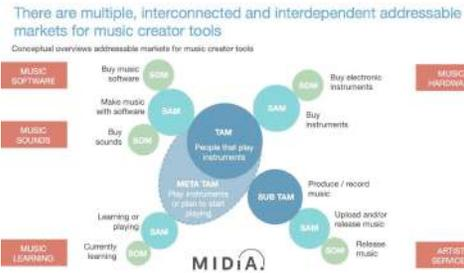 There are multiple, interconnected and interdependent addressable
markets for music creator tools
Conceptual overviews addressable markets for music creator tools
MUSIC
SOFTWARE
Buy music
software
SOM
SOM
Buy electronic
instruments
MUSIC
HARDWA
Make music
with software
SAM
SAM
Buy
instruments
MUSIC
SOUNDS
Buy
sounds
SOM
TAM
People that play
instruments
META TAM
Play instruments
or plan to start
playing
SUB TAM
Produce / record
music
Learning or
playing
SAM
SAM
Upload and/or
release music
MUSIC
LEARNING
Currently
learning
SOM
SOM
Release
music
ARTIST
SERVICE
MIDiA.